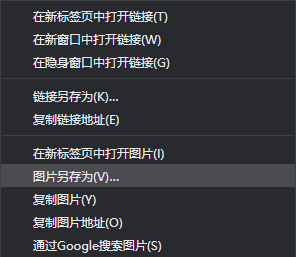 在新标签页中打开链接(T)
在新窗口中打开链接(W)
在隐身窗口中打开链接(G)
链接另存为(K)...
复制链接地址(E)
在新标签页中打开图片(I)
图片另存为(V)...
复制图片(Y)
复制图片地址(O)
通过Google搜索图片(S)